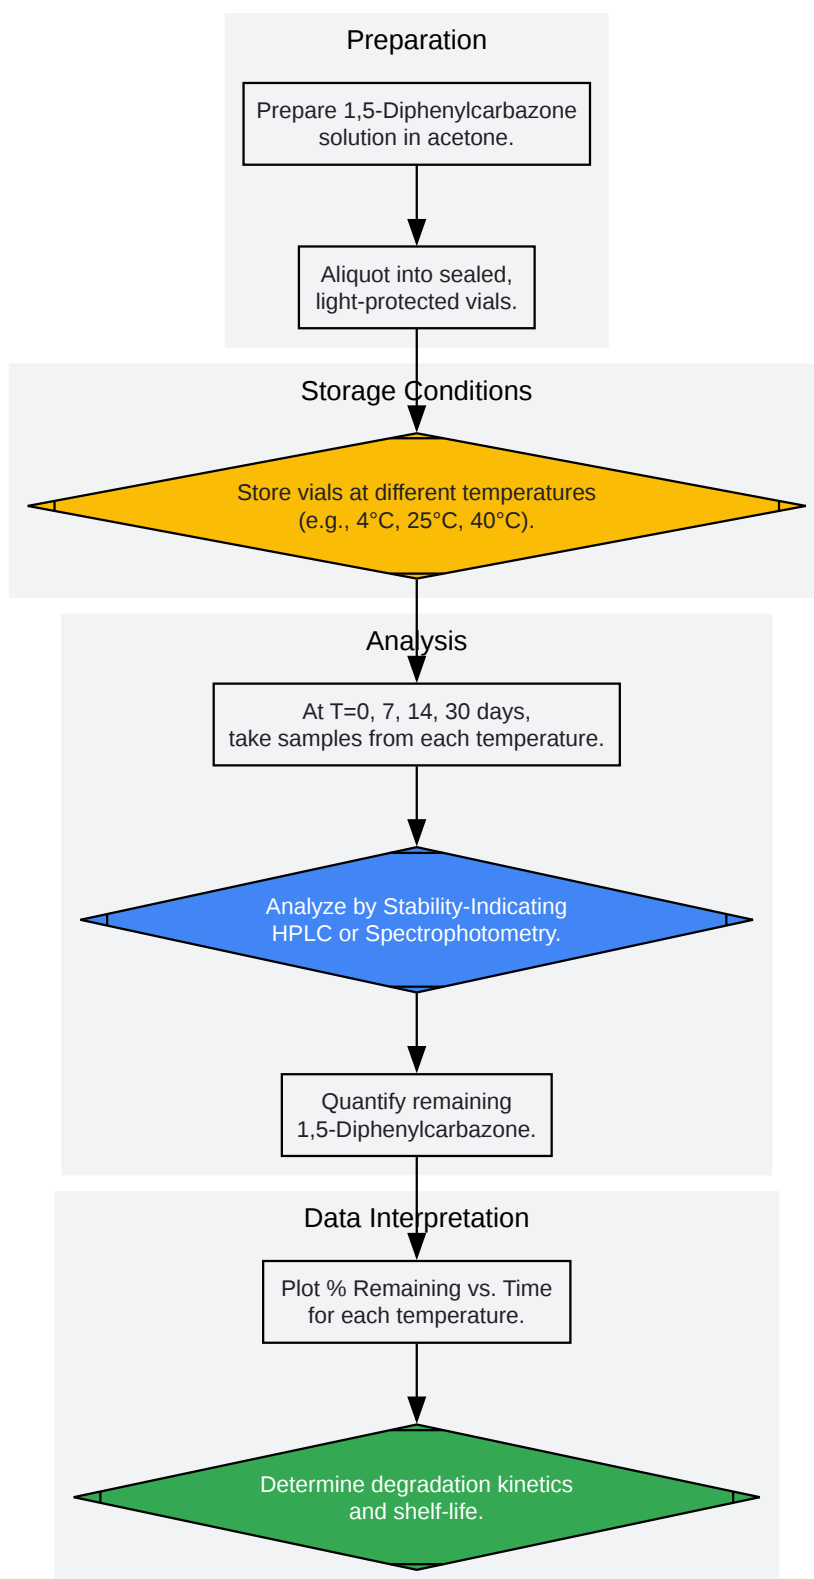 Preparation
Prepare 1,5-Diphenylcarbazone
solution in acetone.
Aliquot into sealed,
light-protected vials.
Storage Conditions
Store vials at different temperatures
(e.g., 4°C, 25°C, 40°C).
Analysis
At T=0, 7, 14, 30 days,
take samples from each temperature.
Analyze by Stability-Indicating
HPLC or Spectrophotometry.
Quantify remaining
1,5-Diphenylcarbazone.
Data Interpretation
Plot % Remaining vs. Time
for each temperature.
Determine degradation kinetics
and shelf-life.